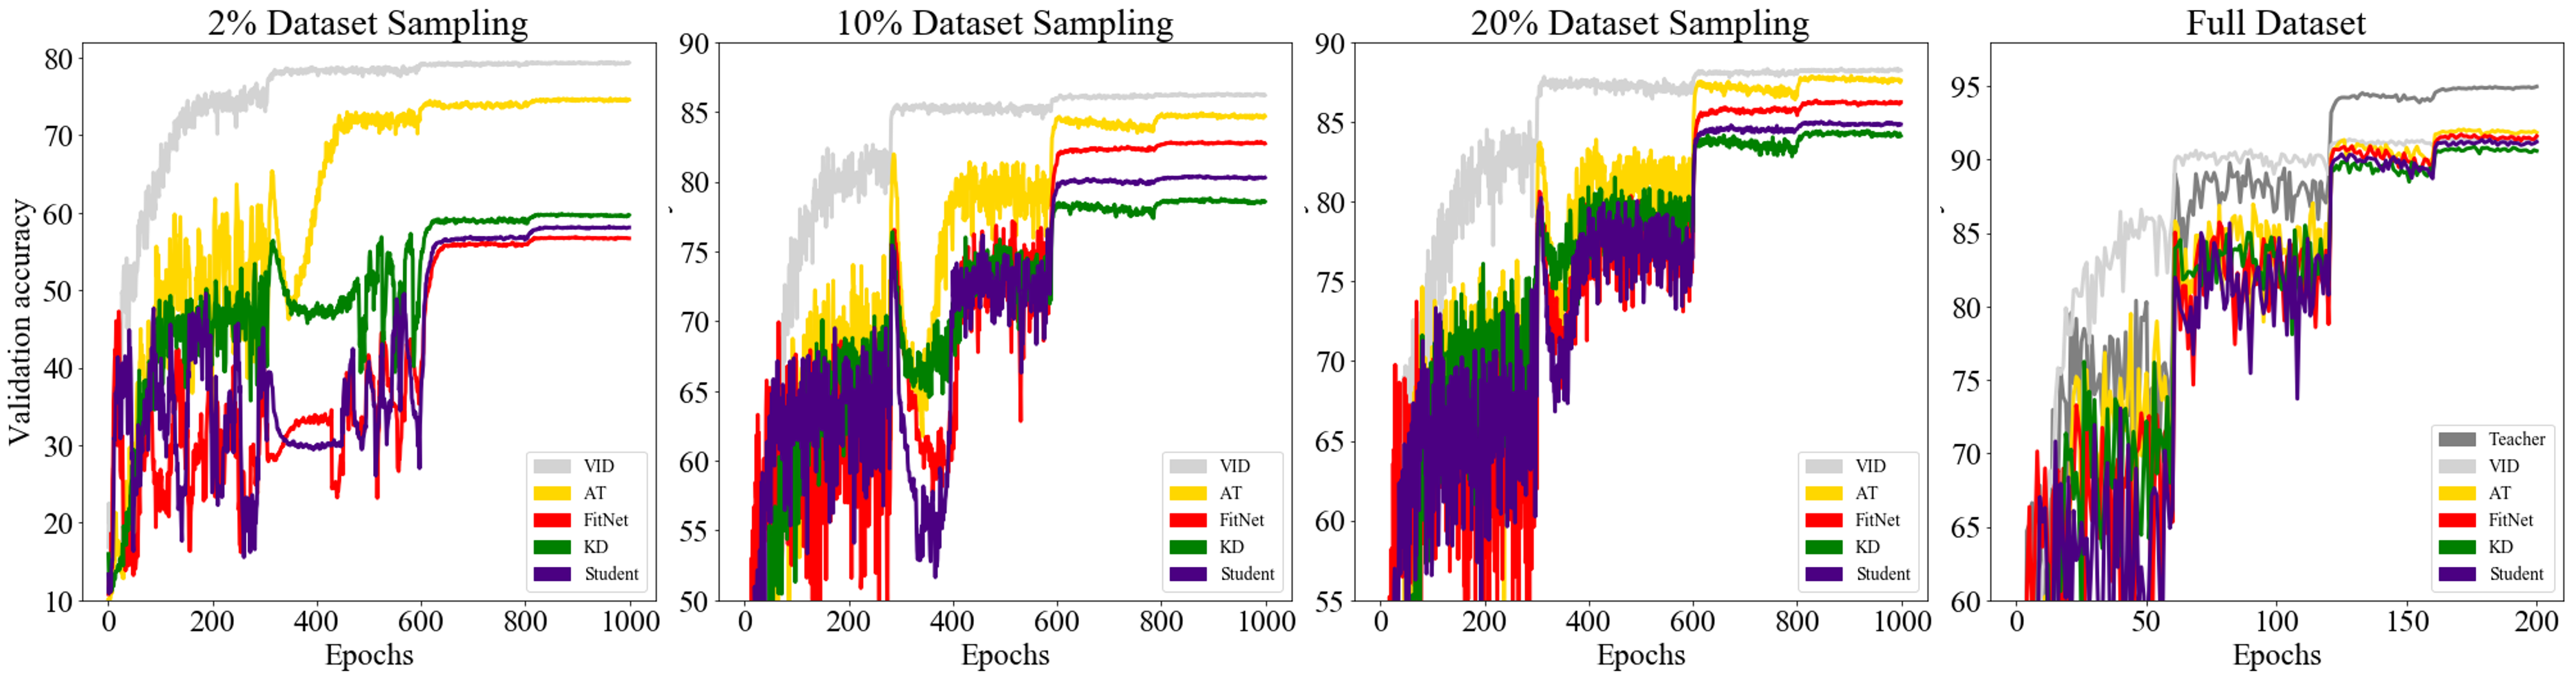 2% Dataset Sampling
80
70
60
50
40
30
20
10
Validation accuracy
0 200 400 600 800 1000
Epochs
VID
AT
FitNet
KD
Student
10% Dataset Sampling
90
85
80
75
70
65
60
55
50
0 200 400 600 800 1000
Epochs
VID
AT
FitNet
KD
Student
20% Dataset Sampling
90
85
80
75
70
65
60
55
0 200 400 600 800 1000
Epochs
VID
AT
FitNet
KD
Student
Full Dataset
95
90
85
80
75
70
65
60
0 50 100 150 200
Epochs
Teacher
VID
AT
FitNet
KD
Student